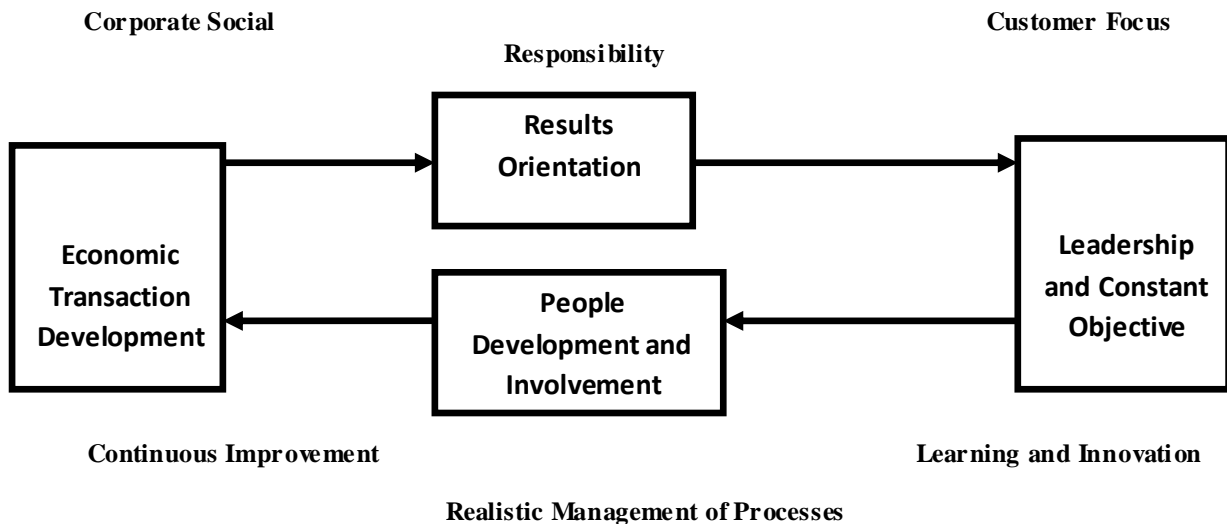 Corporate Social
Customer Focus
Responsibility
Results
Orientation
Economic
Transaction
Development
Leadership
and Constant
Objective
People
Development and
Involvement
Continuous Improvement
Learning and Innovation
Realistic Management of Processes